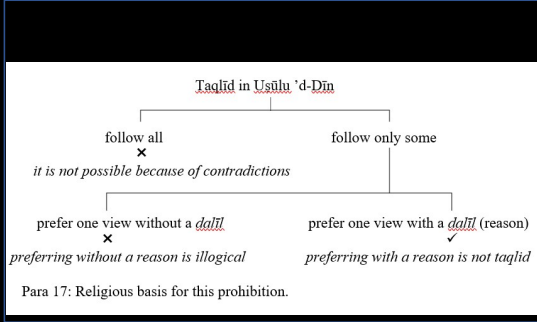 Taqlīd in Uṣūlu ’d-Dīn
follow all
follow only some
×
it is not possible because of contradictions
prefer one view without a dalīl
prefer one view with a dalīl (reason)
×
✓
preferring without a reason is illogical
preferring with a reason is not taqlid
Para 17: Religious basis for this prohibition.